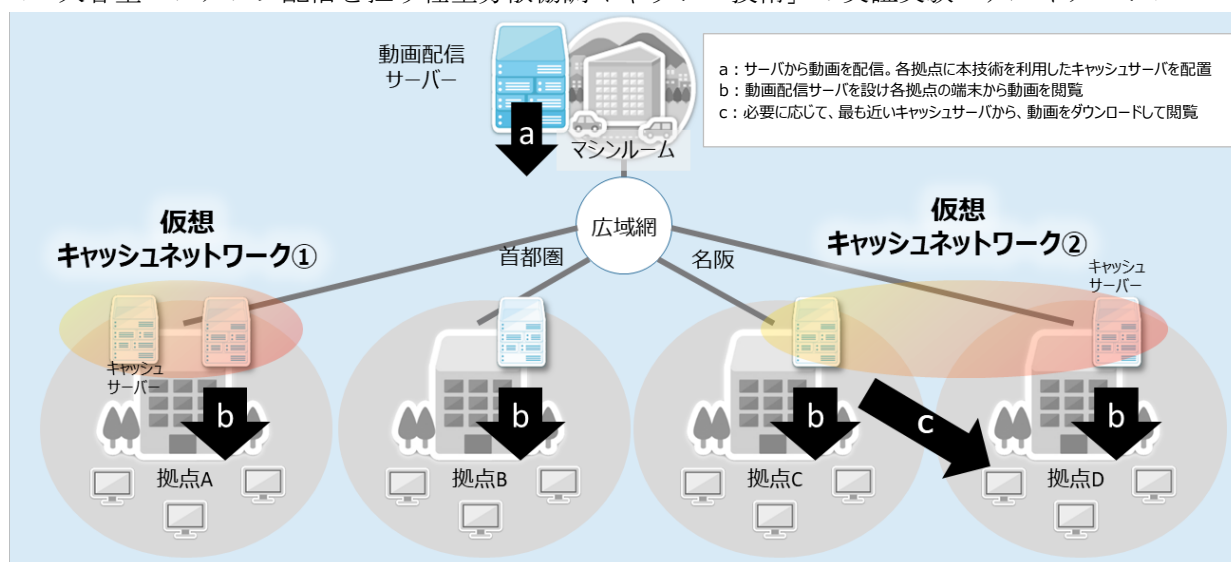 動画配信
サーバー
a：サーバから動画を配信。各拠点に本技術を利用したキャッシュサーバを配置
b：動画配信サーバを設け各拠点の端末から動画を閲覧
c：必要に応じて、最も近いキャッシュサーバから、動画をダウンロードして閲覧
a
マシンルーム
仮想
キャッシュネットワーク①
広域網
仮想
キャッシュネットワーク②
首都圏
名阪
キャッシュ
サーバー
キャッシュ
サーバー
b
b
b
c
b
拠点A
拠点B
拠点C
拠点D